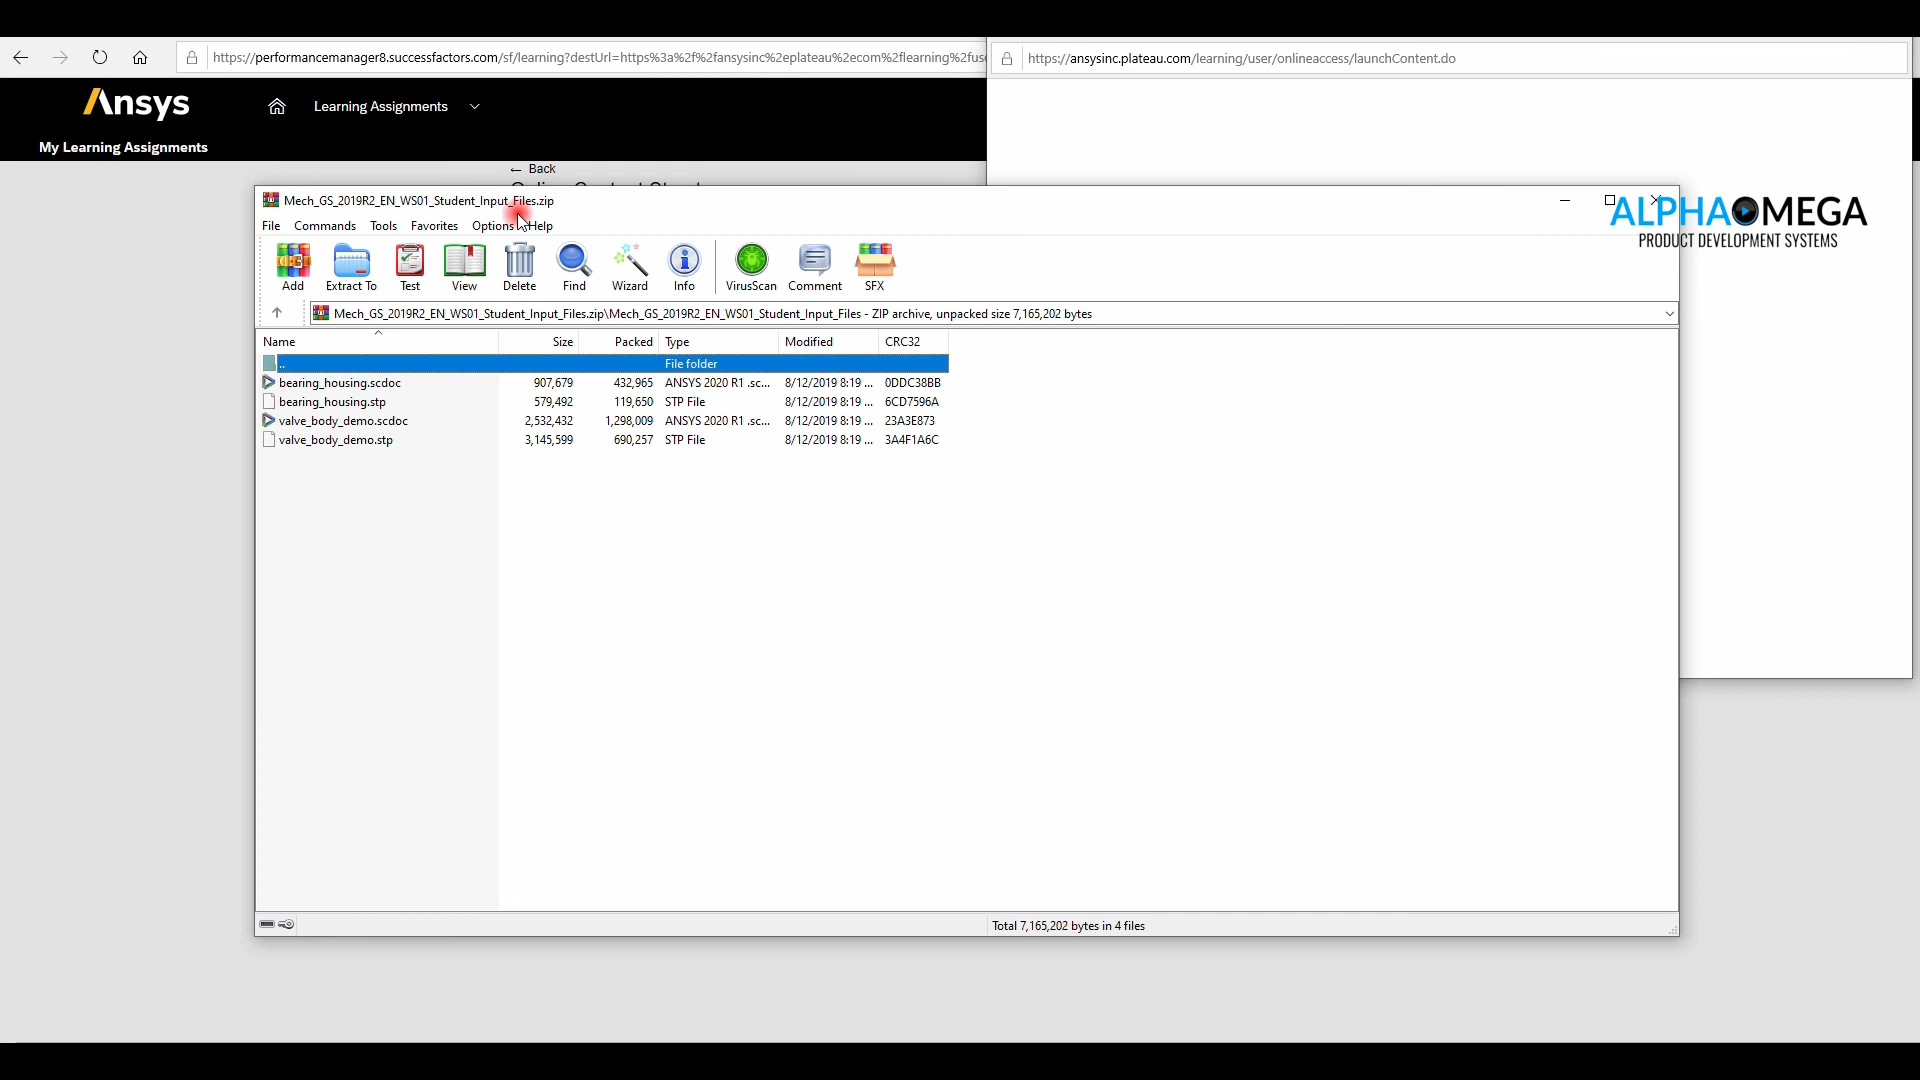 https://performancemanager8.successfactors.com/sf/learning?destUrl=https%3a%2f%2fansysinc%2eplateau%2ecom%2flearning%2fuse
https://ansysinc.plateau.com/learning/user/onlineaccess/launchContent.do
Ansys
Learning Assignments
My Learning Assignments
← Back
Mech_GS_2019R2_EN_WS01_Student_Input_Files.zip
File Commands Tools Favorites Options Help
ALPHAOMEGA
PRODUCT DEVELOPMENT SYSTEMS
Add Extract To Test View Delete Find Wizard Info VirusScan Comment SFX
Mech_GS_2019R2_EN_WS01_Student_Input_Files.zip\Mech_GS_2019R2_EN_WS01_Student_Input_Files - ZIP archive, unpacked size 7,165,202 bytes
Name Size Packed Type Modified CRC32
.. File folder
bearing_housing.scdoc 907,679 432,965 ANSYS 2020 R1 .sc... 8/12/2019 8:19 ... 0DDC38BB
bearing_housing.stp 579,492 119,650 STP File 8/12/2019 8:19 ... 6CD7596A
valve_body_demo.scdoc 2,532,432 1,298,009 ANSYS 2020 R1 .sc... 8/12/2019 8:19 ... 23A3E873
valve_body_demo.stp 3,145,599 690,257 STP File 8/12/2019 8:19 ... 3A4F1A6C
Total 7,165,202 bytes in 4 files